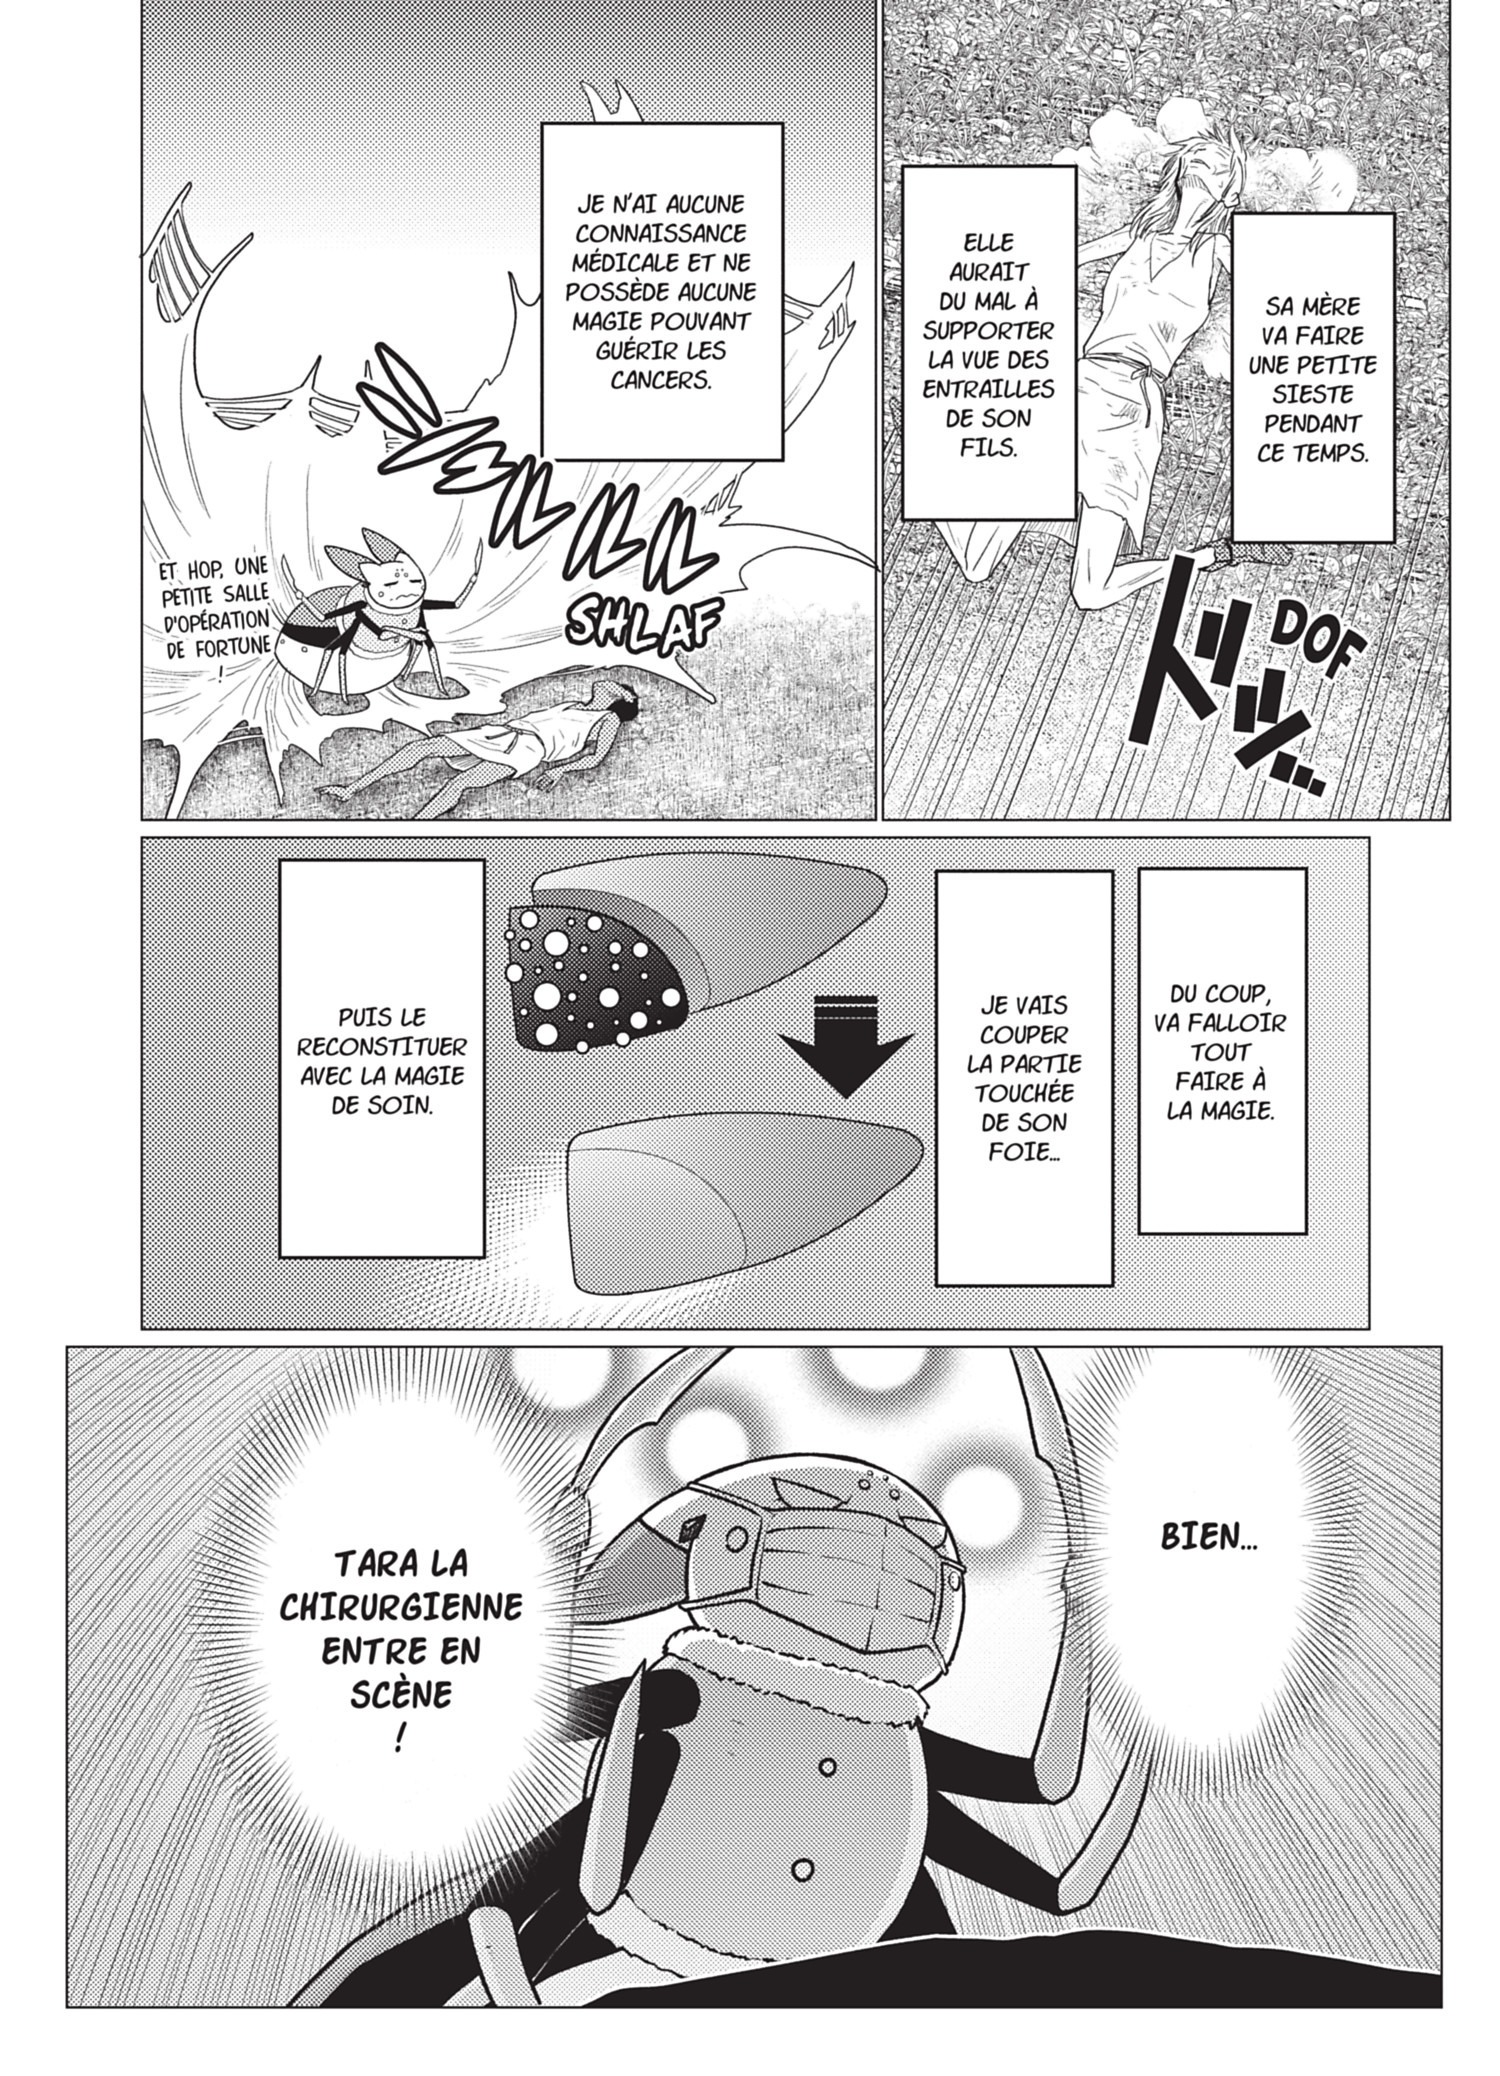 SA MÈRE
VA FAIRE
UNE PETITE
SIESTE
PENDANT
CE TEMPS.
ELLE
AURAIT
DU MAL À
SUPPORTER
LA VUE DES
ENTRAILLES
DE SON
FILS.
ドッ...
DOF
JE N'AI AUCUNE
CONNAISSANCE
MÉDICALE ET NE
POSSÈDE AUCUNE
MAGIE POUVANT
GUÉRIR LES
CANCERS.
SHLAF
ET HOP, UNE
PETITE SALLE
D'OPÉRATION
DE FORTUNE
!
DU COUP,
VA FALLOIR
TOUT
FAIRE À
LA MAGIE.
JE VAIS
COUPER
LA PARTIE
TOUCHÉE
DE SON
FOIE...
PUIS LE
RECONSTITUER
AVEC LA MAGIE
DE SOIN.
BIEN...
TARA LA
CHIRURGIENNE
ENTRE EN
SCÈNE
!